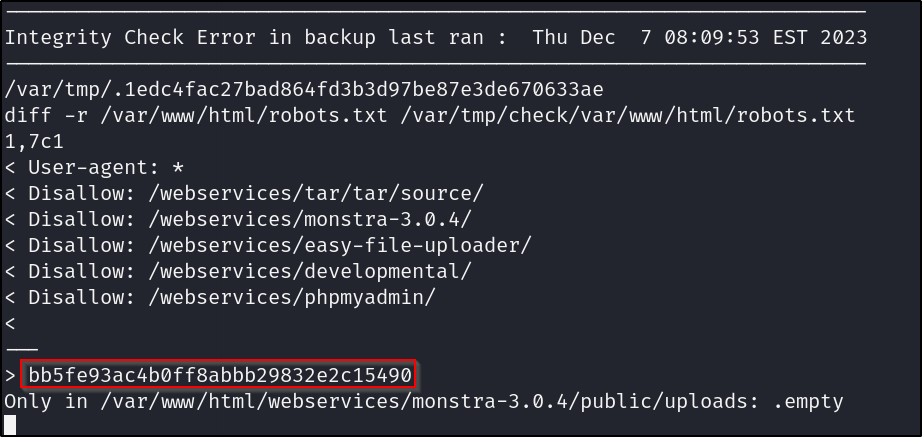 ------------------------------------------------------------------------
Integrity Check Error in backup last ran :  Thu Dec  7 08:09:53 EST 2023
------------------------------------------------------------------------
/var/tmp/.1edc4fac27bad864fd3b3d97be87e3de670633ae
diff -r /var/www/html/robots.txt /var/tmp/check/var/www/html/robots.txt
1,7c1
< User-agent: *
< Disallow: /webservices/tar/tar/source/
< Disallow: /webservices/monstra-3.0.4/
< Disallow: /webservices/easy-file-uploader/
< Disallow: /webservices/developmental/
< Disallow: /webservices/phpmyadmin/
<
---
> bb5fe93ac4b0ff8abbb29832e2c15490
Only in /var/www/html/webservices/monstra-3.0.4/public/uploads: .empty